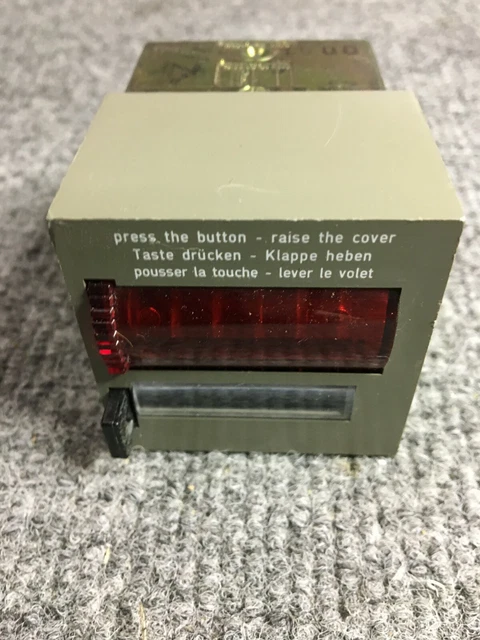 press the button - raise the cover
Taste drücken - Klappe heben
pousser la touche - lever le volet